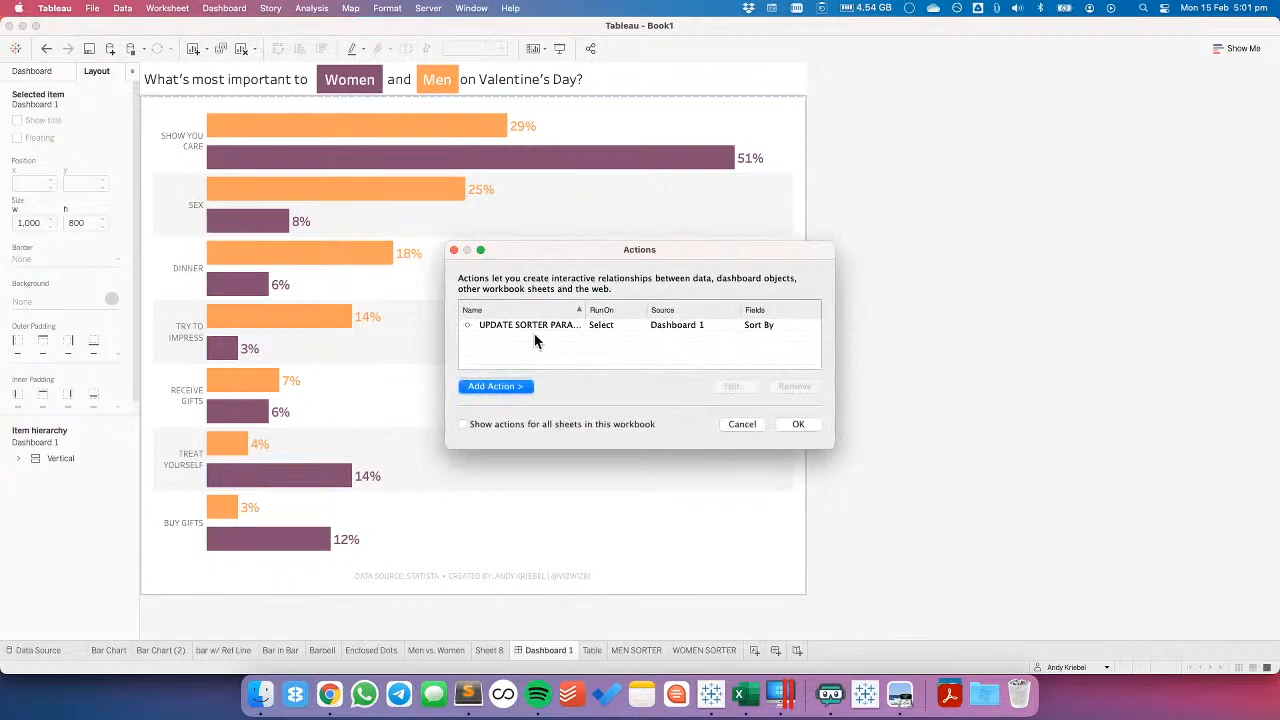 Tableau File Data Worksheet Dashboard Story Analysis Map Format Server Window Help 4.54 GB Mon 15 Feb 5:01 pm
Tableau - Book1
Show Me
Dashboard Layout
Selected item
Dashboard 1
Show title
Floating
Position
x y
Size
w h
1,000 800
Border
None
Background
None
Outer Padding
Inner Padding
Item hierarchy
Dashboard 1
Vertical
What's most important to Women and Men on Valentine's Day?
SHOW YOU
CARE
29%
51%
SEX
25%
8%
DINNER
18%
6%
TRY TO
IMPRESS
14%
3%
RECEIVE
GIFTS
7%
6%
TREAT
YOURSELF
4%
14%
BUY GIFTS
3%
12%
DATA SOURCE: STATISTA • CREATED BY: ANDY KRIEBEL | @VIZWIZBI
Actions
Actions let you create interactive relationships between data, dashboard objects,
other workbook sheets and the web.
Name RunOn Source Fields
UPDATE SORTER PARA... Select Dashboard 1 Sort By
Add Action > Edit... Remove
Show actions for all sheets in this workbook Cancel OK
Data Source Bar Chart Bar Chart (2) bar w/ Ref Line Bar in Bar Barbell Enclosed Dots Men vs. Women Sheet 8 Dashboard 1 Table MEN SORTER WOMEN SORTER
Andy Kriebel